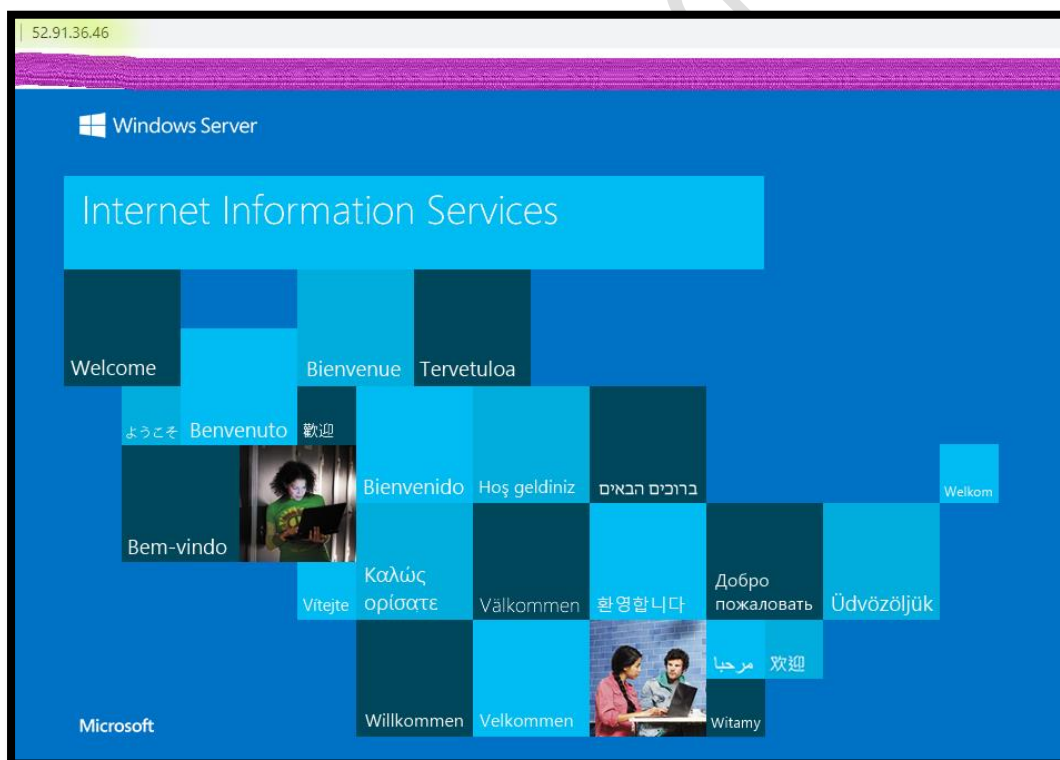 52.91.36.46
Windows Server
Internet Information Services
Welcome
Bienvenue
Tervetuloa
ようこそ
Benvenuto
歡迎
Bienvenido
Hoş geldiniz
ברוכים הבאים
Welkom
Bem-vindo
Vítejte
Καλώς
ορίσατε
Välkommen
환영합니다
Добро
пожаловать
Üdvözöljük
مرحبا
欢迎
Microsoft
Willkommen
Velkommen
Witamy